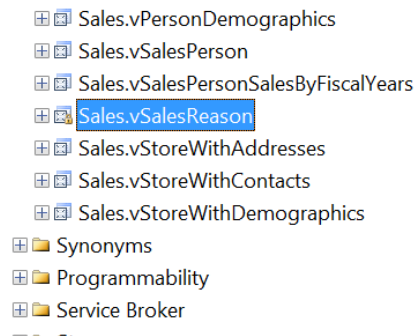 Sales.vPersonDemographics
Sales.vSalesPerson
Sales.vSalesPersonSalesByFiscalYears
Sales.vSalesReason
Sales.vStoreWithAddresses
Sales.vStoreWithContacts
Sales.vStoreWithDemographics
Synonyms
Programmability
Service Broker